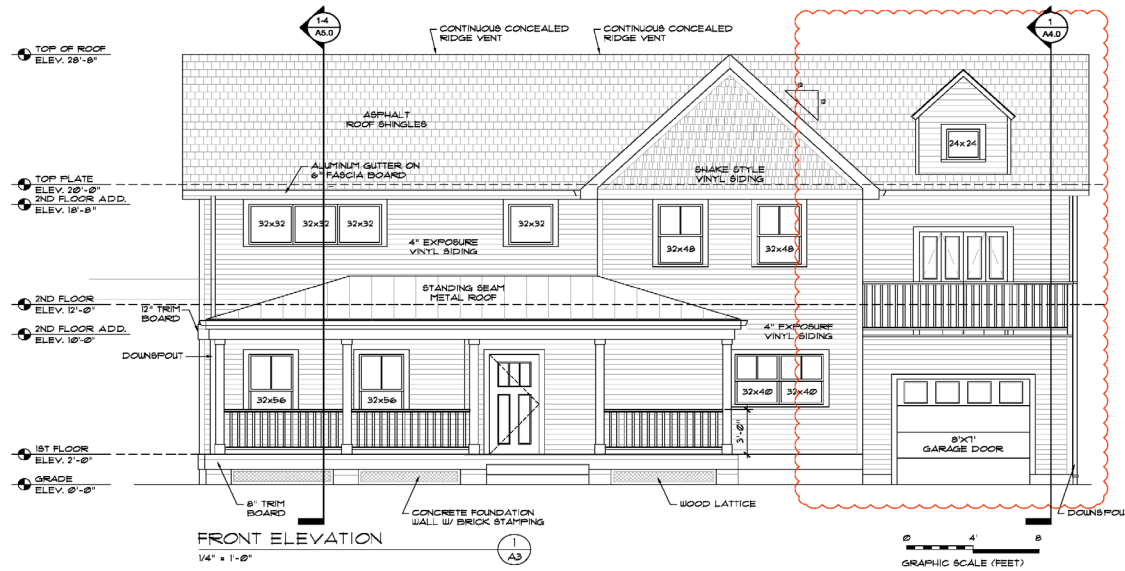 1-4
A5.0
CONTINUOUS CONCEALED
RIDGE VENT
CONTINUOUS CONCEALED
RIDGE VENT
1
A4.0
TOP OF ROOF
ELEV. 28'-8"
12
12
ASPHALT
ROOF SHINGLES
24x24
ALUMINUM GUTTER ON
6" FASCIA BOARD
SHAKE STYLE
VINYL SIDING
TOP PLATE
ELEV. 20'-0"
2ND FLOOR ADD.
ELEV. 18'-8"
32x32
32x32
32x32
32x32
32x48
32x48
4" EXPOSURE
VINYL SIDING
STANDING SEAM
METAL ROOF
2ND FLOOR
ELEV. 12'-0"
12" TRIM
BOARD
2ND FLOOR ADD.
ELEV. 10'-0"
4" EXPOSURE
VINYL SIDING
DOWNSPOUT
32x56
32x56
32x40
32x40
3'-0"
8'X7'
GARAGE DOOR
1ST FLOOR
ELEV. 2'-0"
GRADE
ELEV. 0'-0"
8" TRIM
BOARD
CONCRETE FOUNDATION
WALL W/ BRICK STAMPING
WOOD LATTICE
DOWNSPOU
FRONT ELEVATION
1/4" = 1'-0"
1
A3
0 4' 8
GRAPHIC SCALE (FEET)